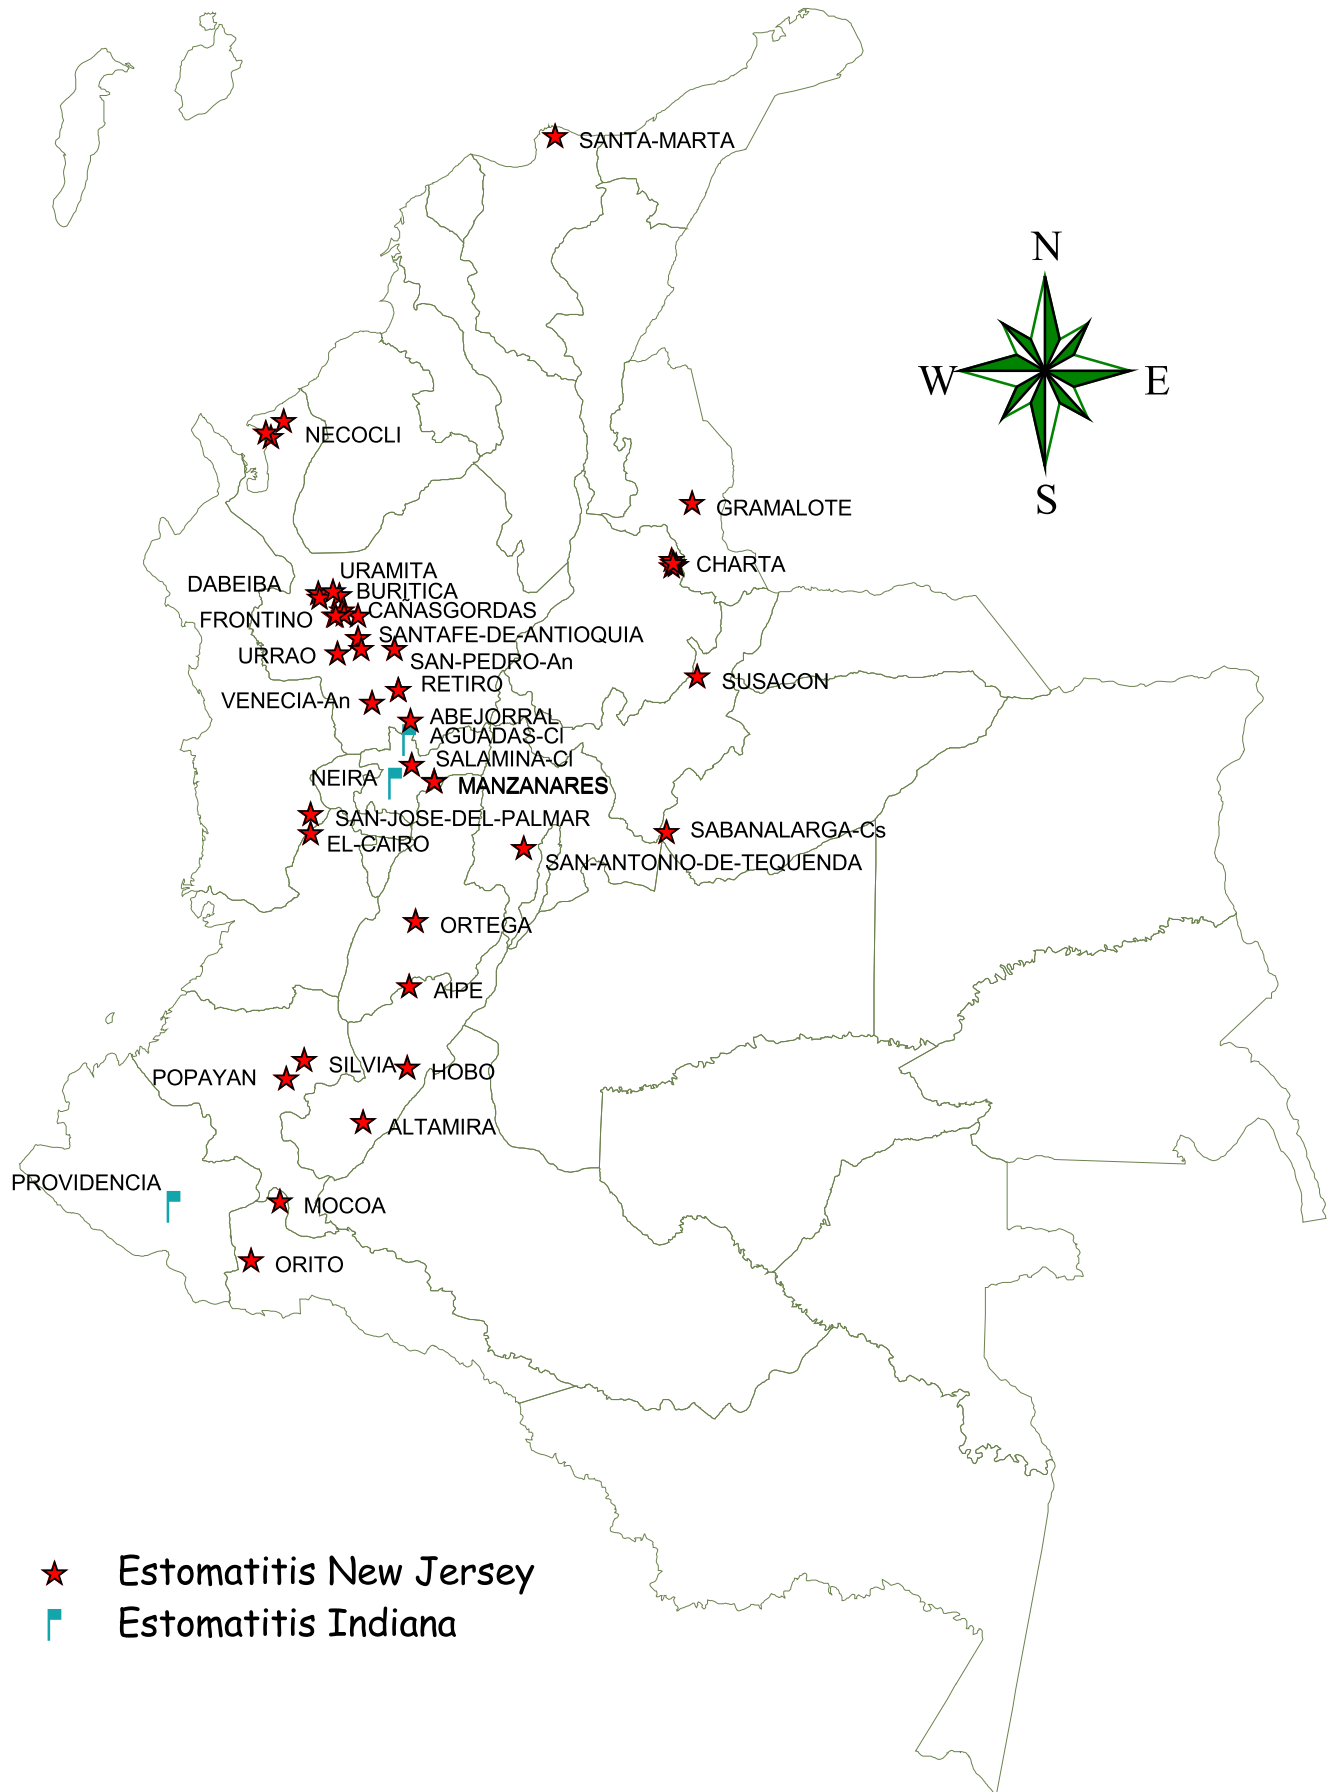 SANTA-MARTA
N
W
E
S
NECOCLI
GRAMALOTE
CHARTA
URAMITA
DABEIBA
BURITICA
CAÑASGORDAS
FRONTINO
SANTAFE-DE-ANTIOQUIA
URRAO
SAN-PEDRO-An
SUSACON
RETIRO
VENECIA-An
ABEJORRAL
AGUADAS-Cl
SALAMINA-Cl
NEIRA
MANZANARES
SAN-JOSE-DEL-PALMAR
SABANALARGA-Cs
EL-CAIRO
SAN-ANTONIO-DE-TEQUENDA
ORTEGA
AIPE
SILVIA
HOBO
POPAYAN
ALTAMIRA
PROVIDENCIA
MOCOA
ORITO
Estomatitis New Jersey
Estomatitis Indiana